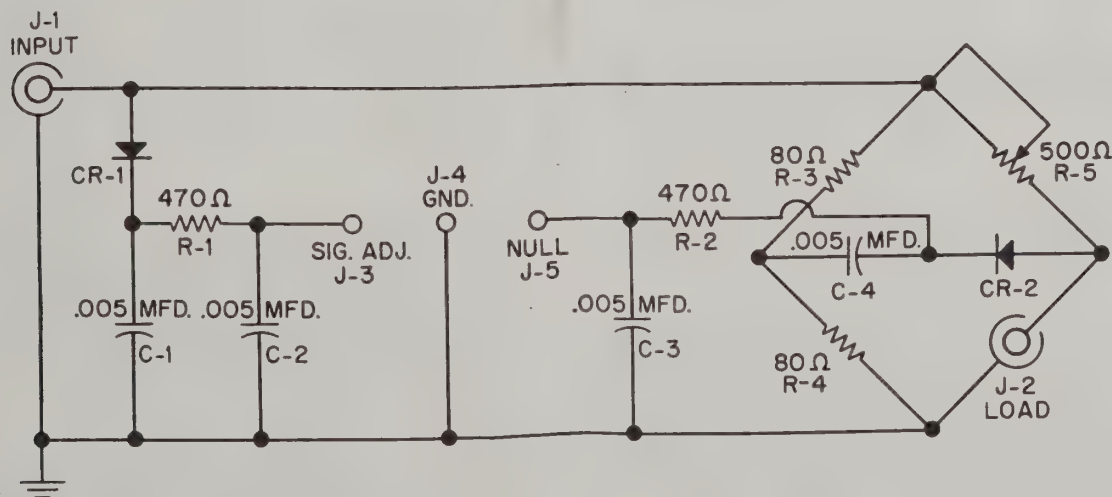 J-1
INPUT
CR-1
470Ω
R-1
SIG. ADJ.
J-3
.005 MFD.
C-1
.005 MFD.
C-2
J-4
GND.
NULL
J-5
470Ω
R-2
.005 MFD.
C-3
80Ω
R-3
500Ω
R-5
.005 MFD.
C-4
CR-2
80Ω
R-4
J-2
LOAD